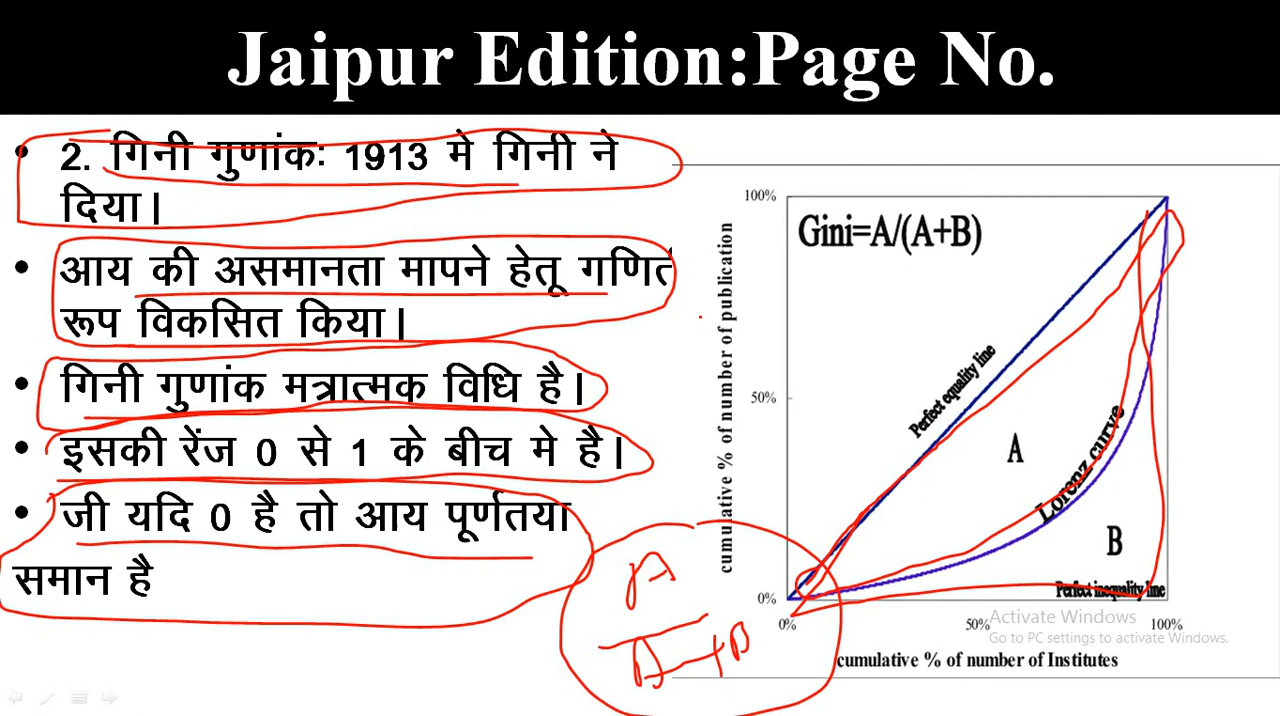 Jaipur Edition:Page No.
• 2. गिनी गुणांकः 1913 मे गिनी ने
दिया।
• आय की असमानता मापने हेतू गणित
रूप विकसित किया।
• गिनी गुणांक मत्रात्मक विधि है।
• इसकी रेंज 0 से 1 के बीच मे है।
• जी यदि 0 है तो आय पूर्णतया
समान है
A
A+B
100%
Gini=A/(A+B)
cumulative % of number of publication
Perfect equality line
50%
A
Lorenz curve
B
Perfect inequality line
0%
0%
50%
100%
cumulative % of number of Institutes
Activate Windows
Go to PC settings to activate Windows.